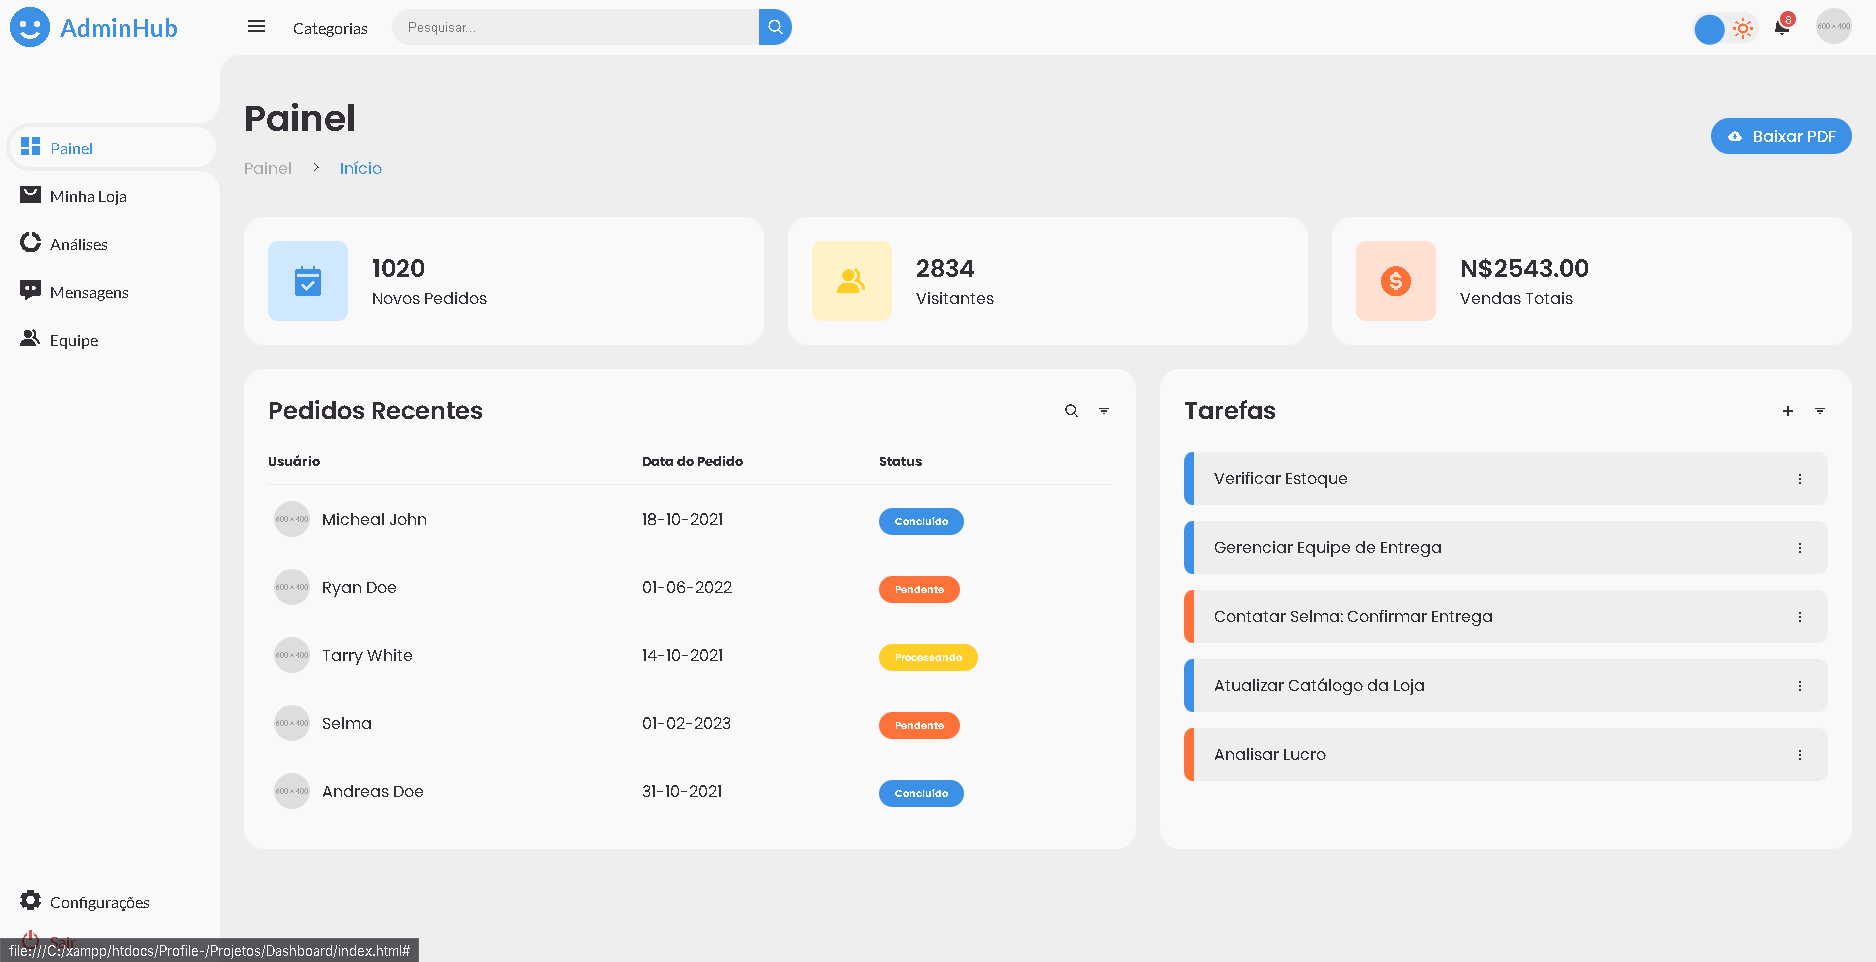 AdminHub
Categorias
Pesquisar...
8
600 × 400
Painel
Minha Loja
Análises
Mensagens
Equipe
Configurações
Sair
Painel
Painel > Início
Baixar PDF
1020
Novos Pedidos
2834
Visitantes
N$2543.00
Vendas Totais
Pedidos Recentes
Usuário Data do Pedido Status
600 × 400 Micheal John 18-10-2021 Concluído
600 × 400 Ryan Doe 01-06-2022 Pendente
600 × 400 Tarry White 14-10-2021 Processando
600 × 400 Selma 01-02-2023 Pendente
600 × 400 Andreas Doe 31-10-2021 Concluído
Tarefas
Verificar Estoque
Gerenciar Equipe de Entrega
Contatar Selma: Confirmar Entrega
Atualizar Catálogo da Loja
Analisar Lucro
file:///C:/xampp/htdocs/Profile-/Projetos/Dashboard/index.html#